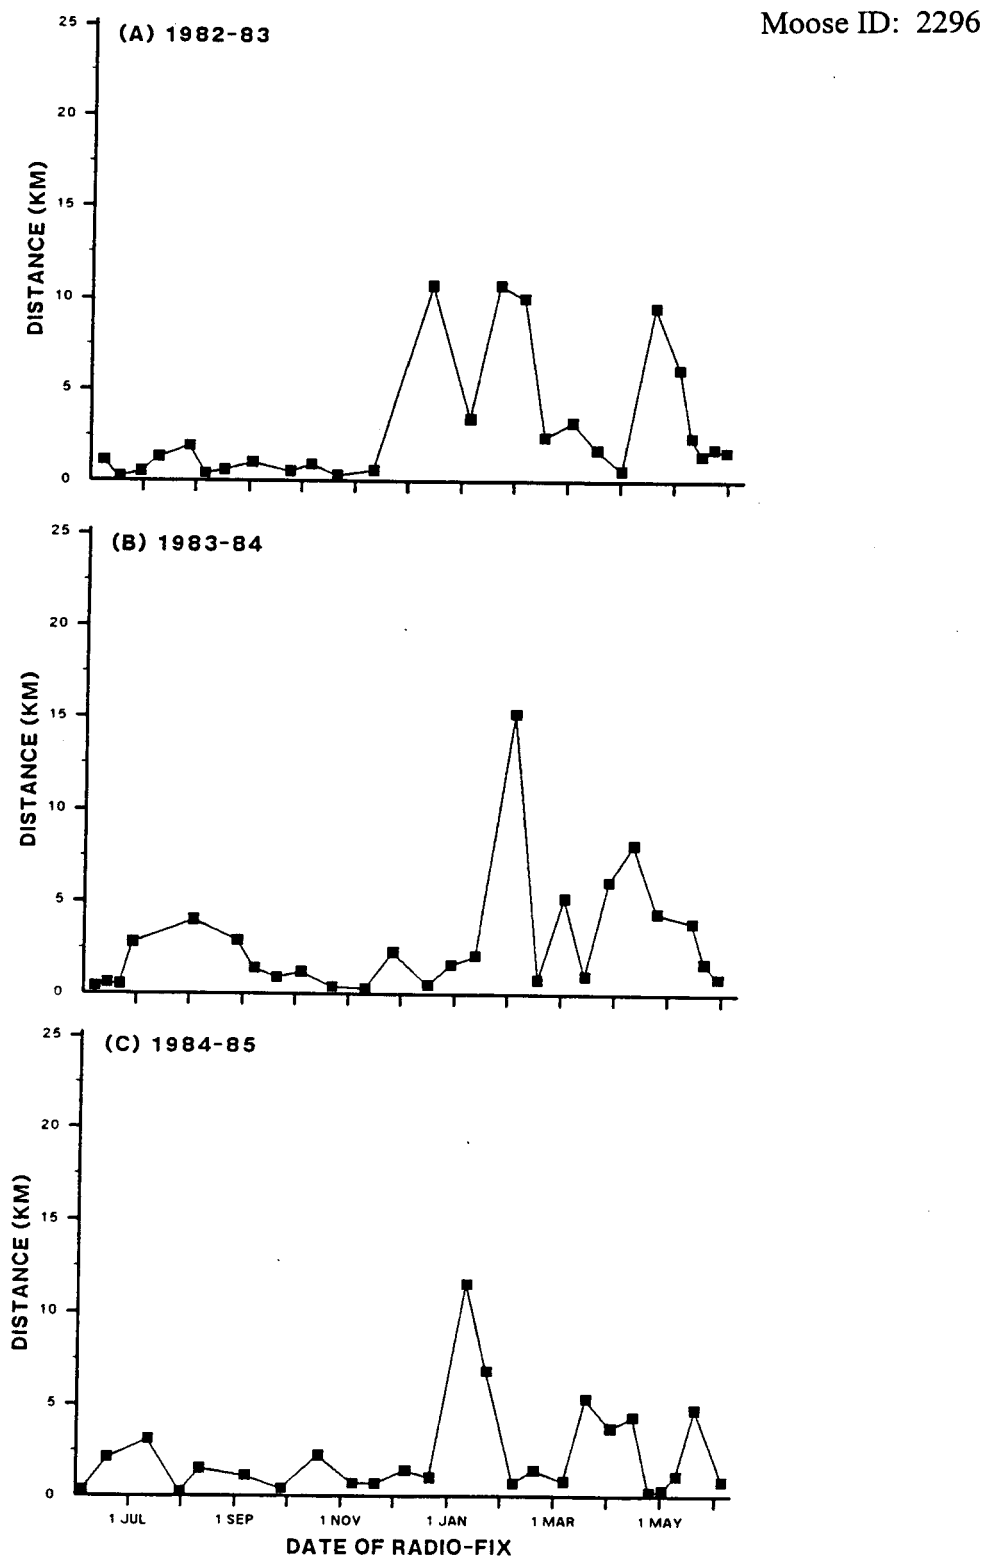 Moose ID: 2296
(A) 1982-83
25
20
15
10
5
0
DISTANCE (KM)
(B) 1983-84
25
20
15
10
5
0
DISTANCE (KM)
(C) 1984-85
25
20
15
10
5
0
DISTANCE (KM)
1 JUL 1 SEP 1 NOV 1 JAN 1 MAR 1 MAY
DATE OF RADIO-FIX